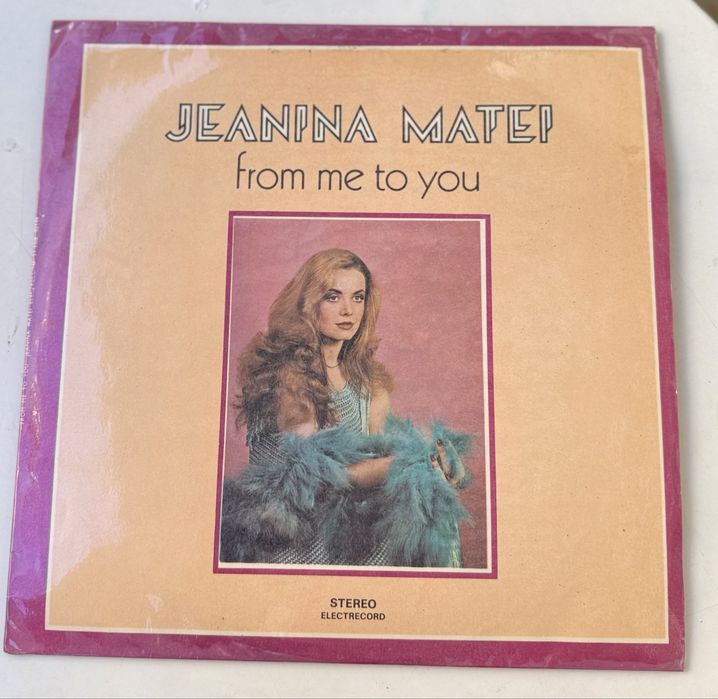 JEANINA MATEI
from me to you
STEREO
ELECTRECORD